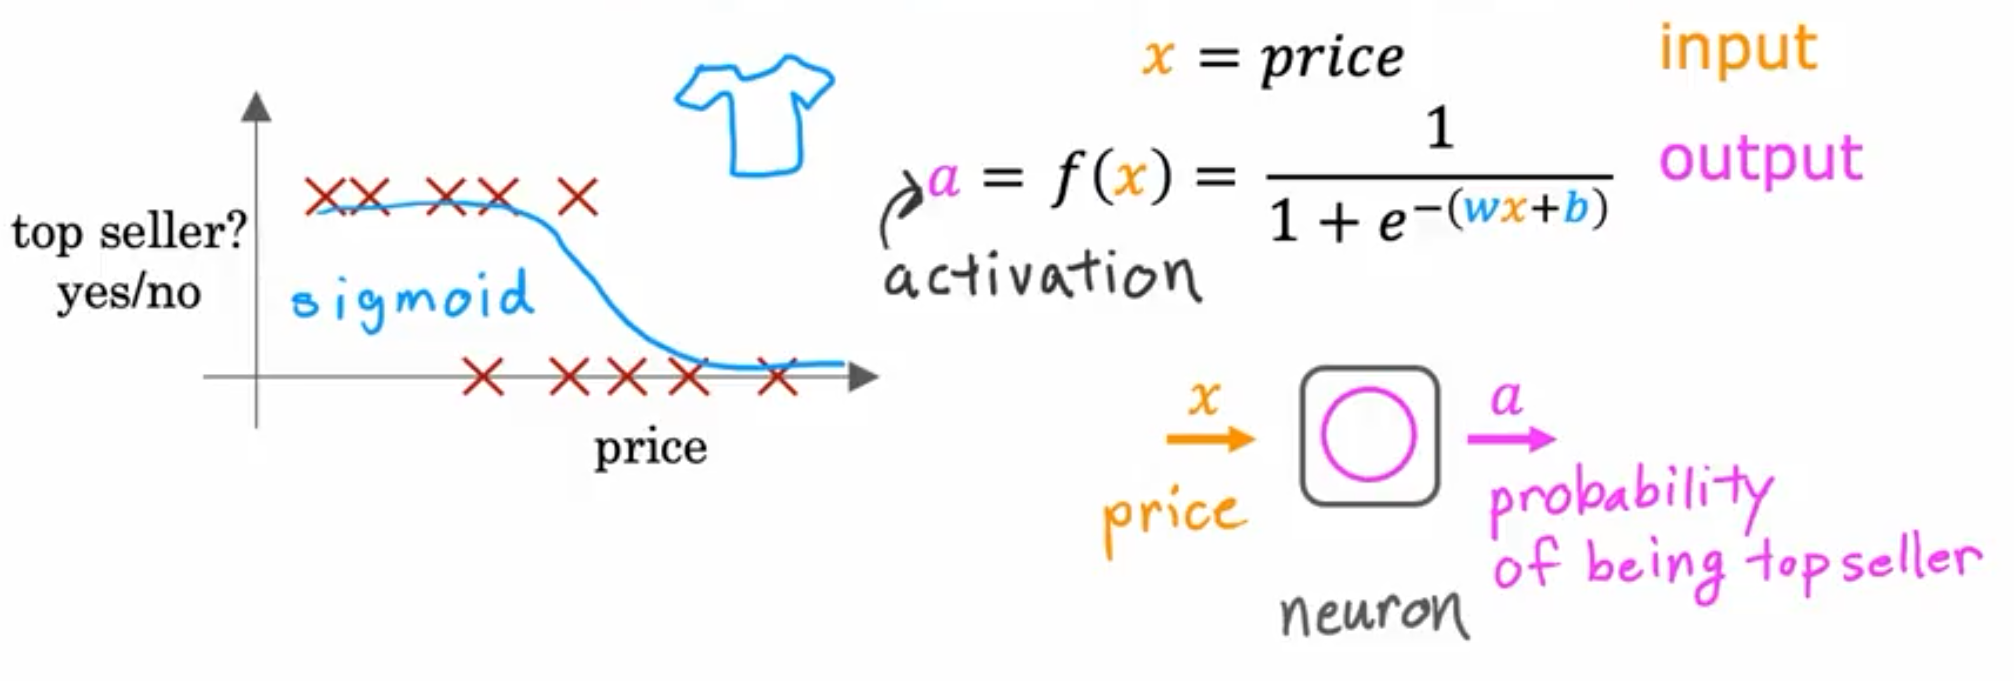 top seller?
yes/no
sigmoid
price
x = price
input
a = f(x) = 1 / (1 + e^−(wx+b))
output
activation
x
price
a
probability
of being top seller
neuron